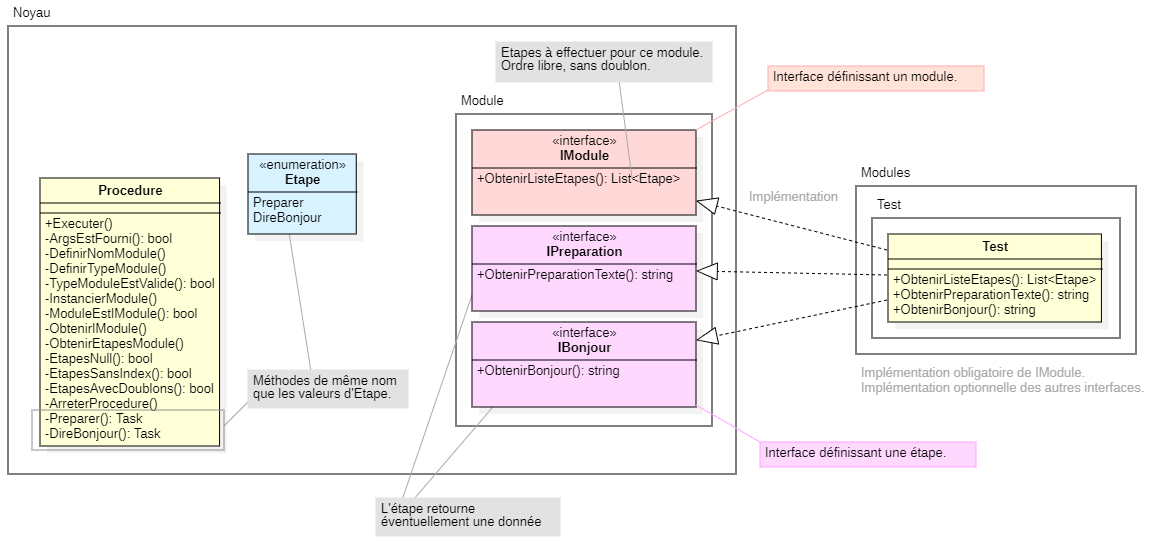 Noyau
Etapes à effectuer pour ce module.
Ordre libre, sans doublon.
Interface définissant un module.
Module
«interface»
IModule
+ObtenirListeEtapes(): List<Etape>
«enumeration»
Etape
Preparer
DireBonjour
Procedure
+Executer()
-ArgsEstFourni(): bool
-DefinirNomModule()
-DefinirTypeModule()
-TypeModuleEstValide(): bool
-InstancierModule()
-ModuleEstIModule(): bool
-ObtenirIModule()
-ObtenirEtapesModule()
-EtapesNull(): bool
-EtapesSansIndex(): bool
-EtapesAvecDoublons(): bool
-ArreterProcedure()
-Preparer(): Task
-DireBonjour(): Task
Méthodes de même nom
que les valeurs d'Etape.
«interface»
IPreparation
+ObtenirPreparationTexte(): string
«interface»
IBonjour
+ObtenirBonjour(): string
Implémentation
Modules
Test
Test
+ObtenirListeEtapes(): List<Etape>
+ObtenirPreparationTexte(): string
+ObtenirBonjour(): string
Implémentation obligatoire de IModule.
Implémentation optionnelle des autres interfaces.
Interface définissant une étape.
L'étape retourne
éventuellement une donnée